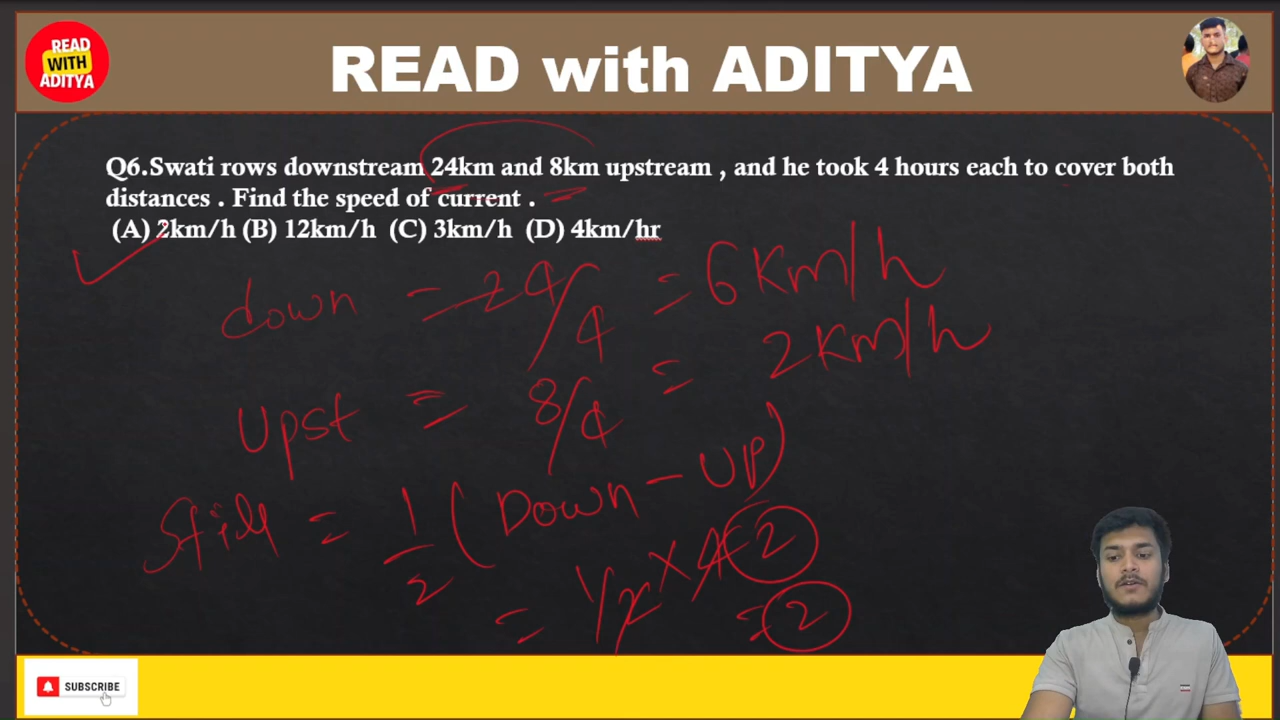 READ
WITH
ADITYA
READ with ADITYA
Q6.Swati rows downstream 24km and 8km upstream , and he took 4 hours each to cover both
distances . Find the speed of current .
(A) 2km/h (B) 12km/h (C) 3km/h (D) 4km/hr
down = 24/4 = 6 Km/h
Upst = 8/4 = 2 Km/h
Still = 1/2 ( Down - UP)
= 1/2 X 4 2
= 2
SUBSCRIBE